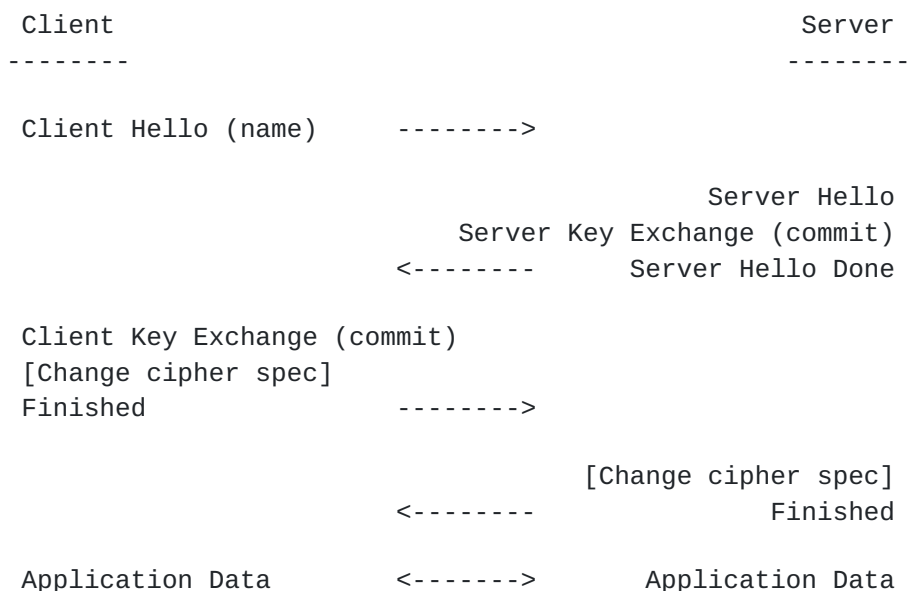 Client Server
-------- --------
Client Hello (name) -------->
Server Hello
Server Key Exchange (commit)
<-------- Server Hello Done
Client Key Exchange (commit)
[Change cipher spec]
Finished -------->
[Change cipher spec]
<-------- Finished
Application Data <-------> Application Data